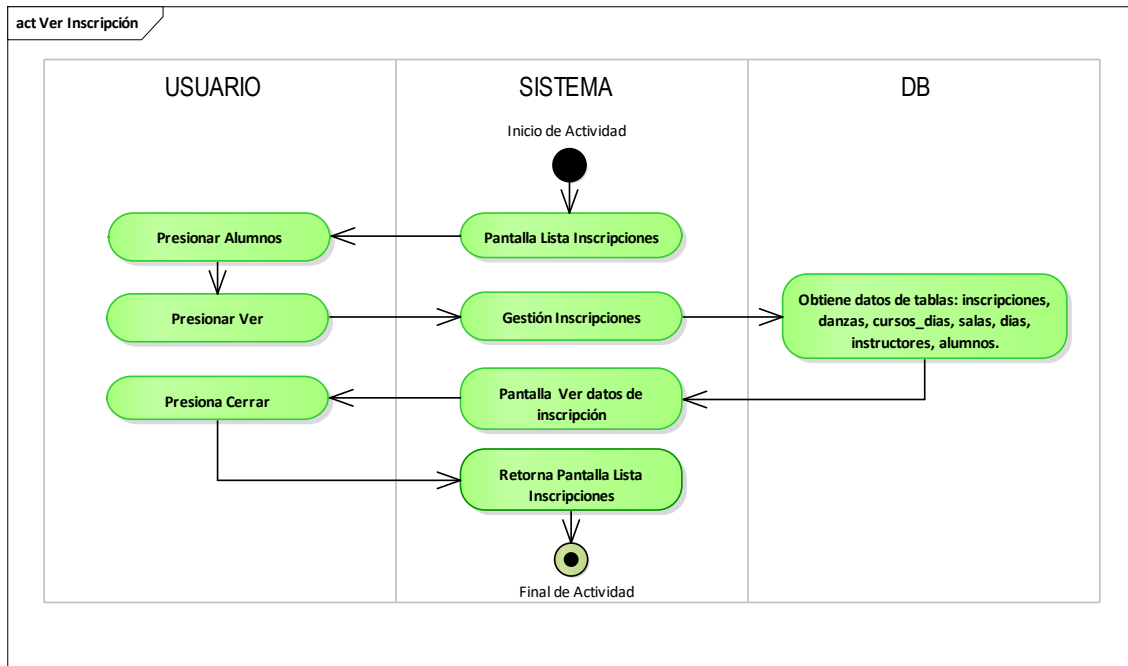 act Ver Inscripción
USUARIO
SISTEMA
DB
Inicio de Actividad
Presionar Alumnos
Pantalla Lista Inscripciones
Presionar Ver
Gestión Inscripciones
Obtiene datos de tablas: inscripciones,
danzas, cursos_dias, salas, dias,
instructores, alumnos.
Presiona Cerrar
Pantalla Ver datos de
inscripción
Retorna Pantalla Lista
Inscripciones
Final de Actividad